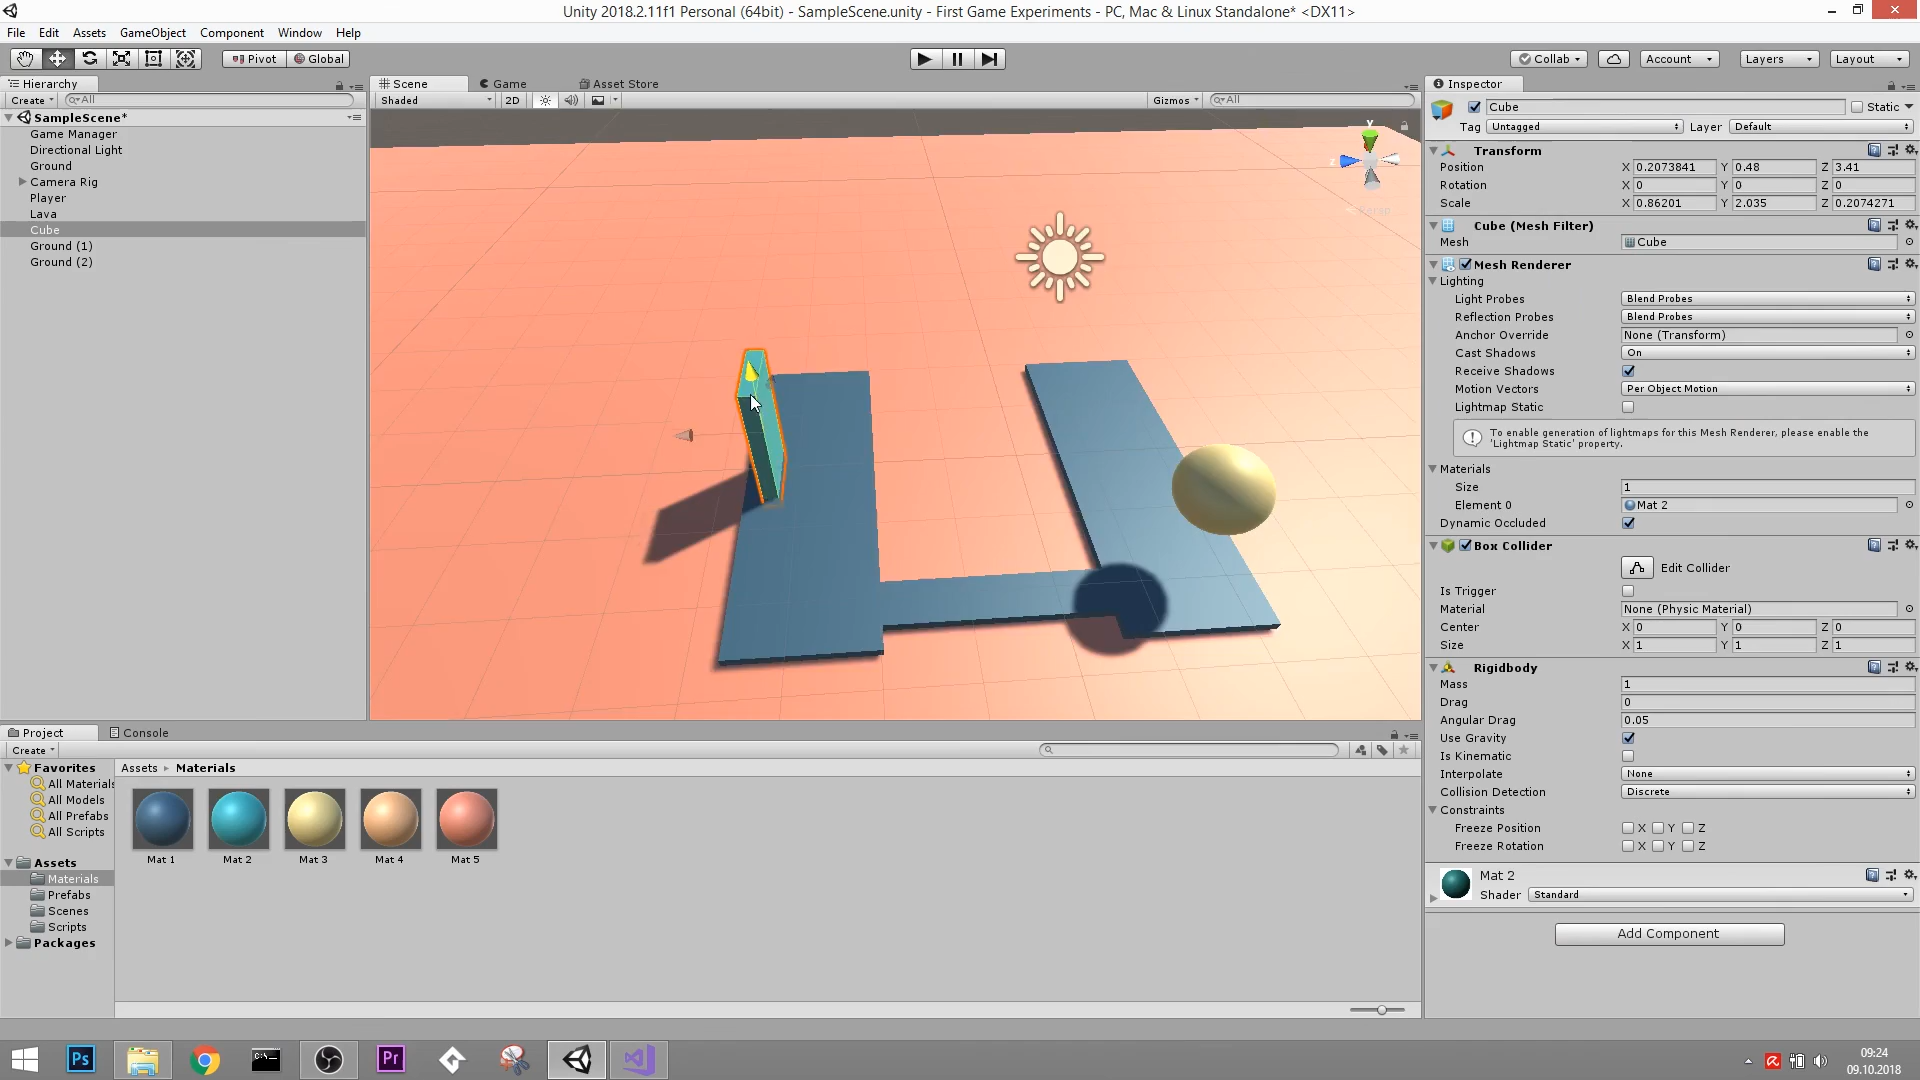 Unity 2018.2.11f1 Personal (64bit) - SampleScene.unity - First Game Experiments - PC, Mac & Linux Standalone* <DX11>
File Edit Assets GameObject Component Window Help
Pivot Global Collab Account Layers Layout
Hierarchy
Create All
SampleScene*
Game Manager
Directional Light
Ground
Camera Rig
Player
Lava
Cube
Ground (1)
Ground (2)
Scene Game Asset Store
Shaded 2D Gizmos All
y
z
Inspector
Cube Static
Tag Untagged Layer Default
Transform
Position X 0.2073841 Y 0.48 Z 3.41
Rotation X 0 Y 0 Z 0
Scale X 0.86201 Y 2.035 Z 0.2074271
Cube (Mesh Filter)
Mesh Cube
Mesh Renderer
Lighting
Light Probes Blend Probes
Reflection Probes Blend Probes
Anchor Override None (Transform)
Cast Shadows On
Receive Shadows
Motion Vectors Per Object Motion
Lightmap Static
To enable generation of lightmaps for this Mesh Renderer, please enable the
'Lightmap Static' property.
Materials
Size 1
Element 0 Mat 2
Dynamic Occluded
Box Collider
Edit Collider
Is Trigger
Material None (Physic Material)
Center X 0 Y 0 Z 0
Size X 1 Y 1 Z 1
Rigidbody
Mass 1
Drag 0
Angular Drag 0.05
Use Gravity
Is Kinematic
Interpolate None
Collision Detection Discrete
Constraints
Freeze Position X Y Z
Freeze Rotation X Y Z
Mat 2
Shader Standard
Add Component
Project Console
Create
Favorites
All Materials
All Models
All Prefabs
All Scripts
Assets
Materials
Prefabs
Scenes
Scripts
Packages
Assets Materials
Mat 1 Mat 2 Mat 3 Mat 4 Mat 5
Ps Pr
09:24
09.10.2018